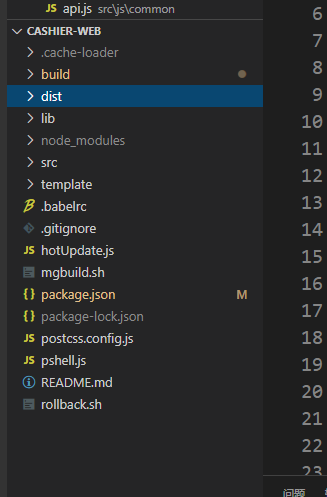 JS api.js src\js\common
CASHIER-WEB
.cache-loader
build
dist
lib
node_modules
src
template
.babelrc
.gitignore
JS hotUpdate.js
mgbuild.sh
{} package.json M
{} package-lock.json
JS postcss.config.js
JS pshell.js
README.md
rollback.sh
6
7
8
9
10
11
12
13
14
15
16
17
18
19
20
21
22
23
问题